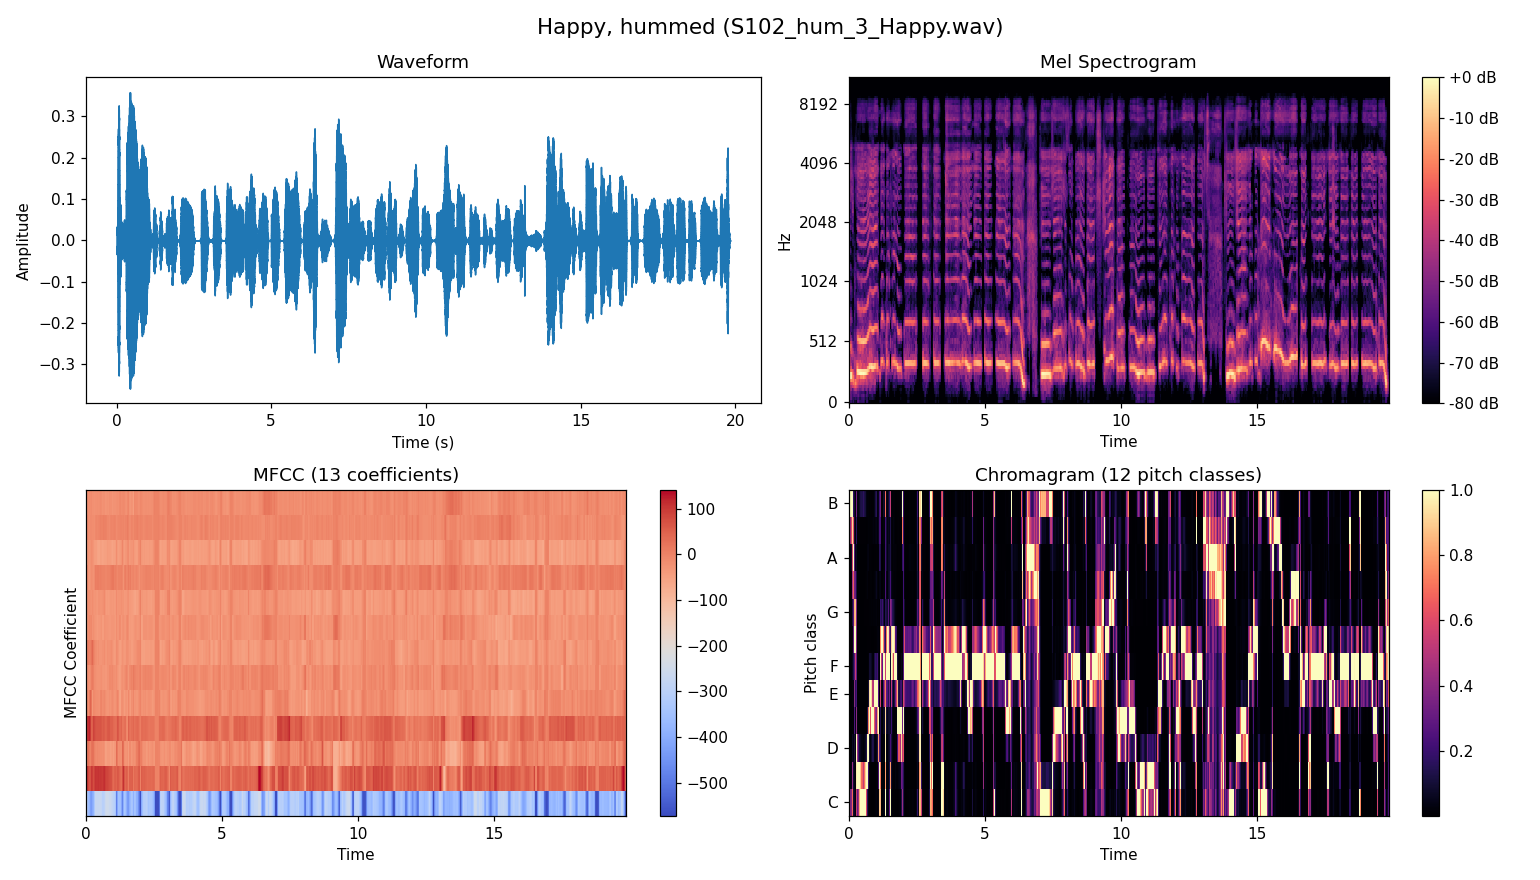 Happy, hummed (S102_hum_3_Happy.wav)
Waveform
Amplitude
0.3
0.2
0.1
0.0
−0.1
−0.2
−0.3
0 5 10 15 20
Time (s)
Mel Spectrogram
Hz
8192
4096
2048
1024
512
0
0 5 10 15
Time
+0 dB
-10 dB
-20 dB
-30 dB
-40 dB
-50 dB
-60 dB
-70 dB
-80 dB
MFCC (13 coefficients)
MFCC Coefficient
0 5 10 15
Time
100
0
−100
−200
−300
−400
−500
Chromagram (12 pitch classes)
Pitch class
B
A
G
F
E
D
C
0 5 10 15
Time
1.0
0.8
0.6
0.4
0.2